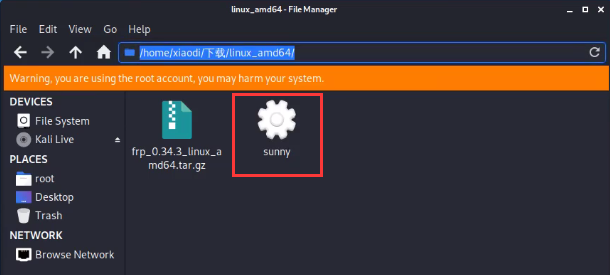 linux_amd64 - File Manager
File Edit View Go Help
/home/xiaodi/下载/linux_amd64/
Warning, you are using the root account, you may harm your system.
DEVICES
File System
Kali Live
PLACES
root
Desktop
Trash
NETWORK
Browse Network
frp_0.34.3_linux_a
md64.tar.gz
sunny